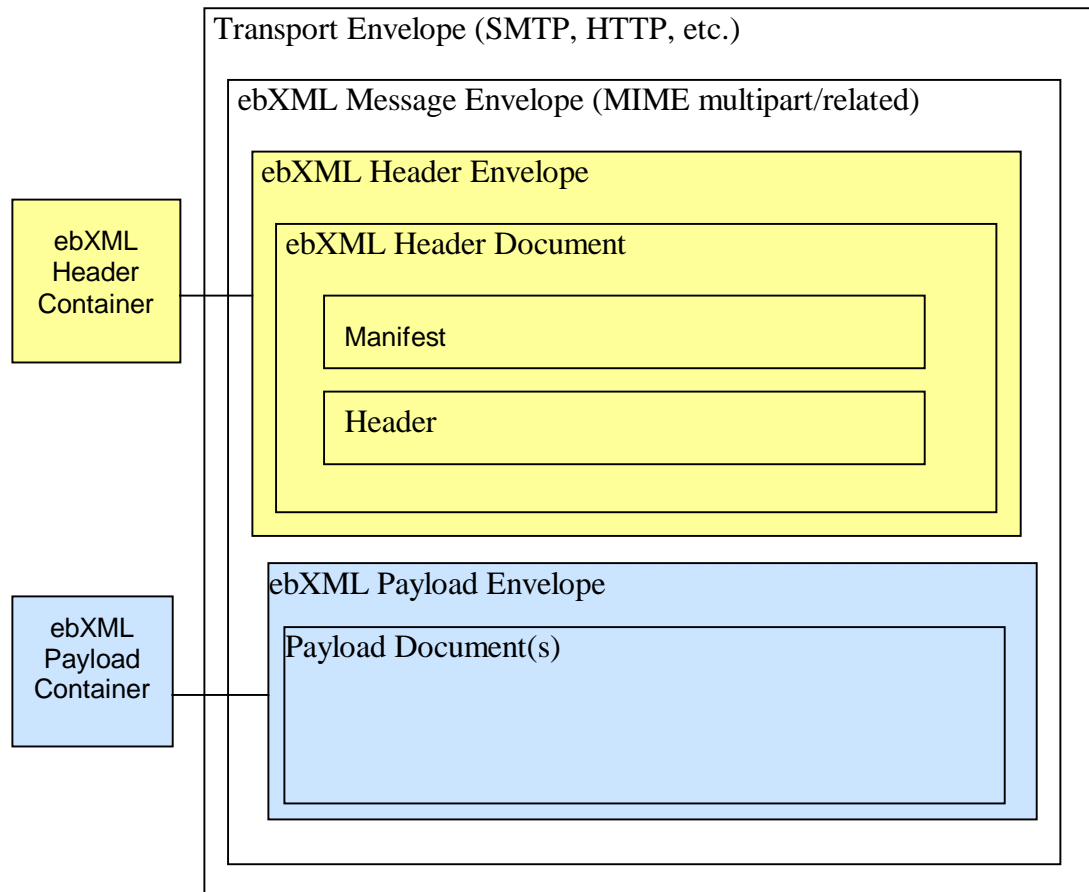 Transport Envelope (SMTP, HTTP, etc.)
ebXML Message Envelope (MIME multipart/related)
ebXML Header Envelope
ebXML
Header
Container
ebXML Header Document
Manifest
Header
ebXML Payload Envelope
ebXML
Payload
Container
Payload Document(s)